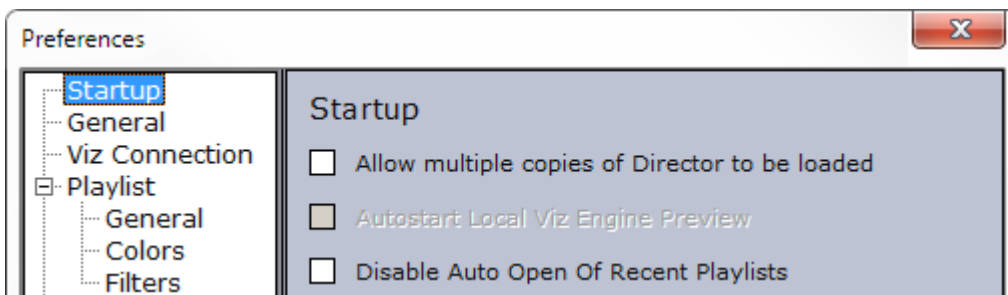 Preferences
Startup
General
Viz Connection
Playlist
General
Colors
Filters
Startup
Allow multiple copies of Director to be loaded
Autostart Local Viz Engine Preview
Disable Auto Open Of Recent Playlists